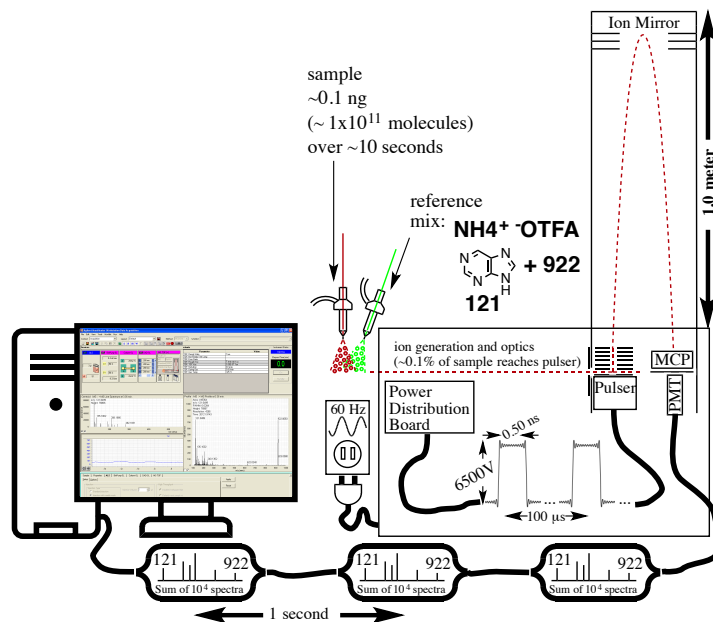 Ion Mirror
1.0 meter
sample
~0.1 ng
(~ 1x10¹¹ molecules)
over ~10 seconds
reference
mix:
NH4⁺ ⁻OTFA
N
N
N
N
H
+ 922
121
ion generation and optics
(~0.1% of sample reaches pulser)
MCP
Pulser
PMT
Power
Distribution
Board
60 Hz
0.50 ns
6500V
...
...
100 µs
121
922
Sum of 10⁴ spectra
121
922
Sum of 10⁴ spectra
121
922
Sum of 10⁴ spectra
1 second